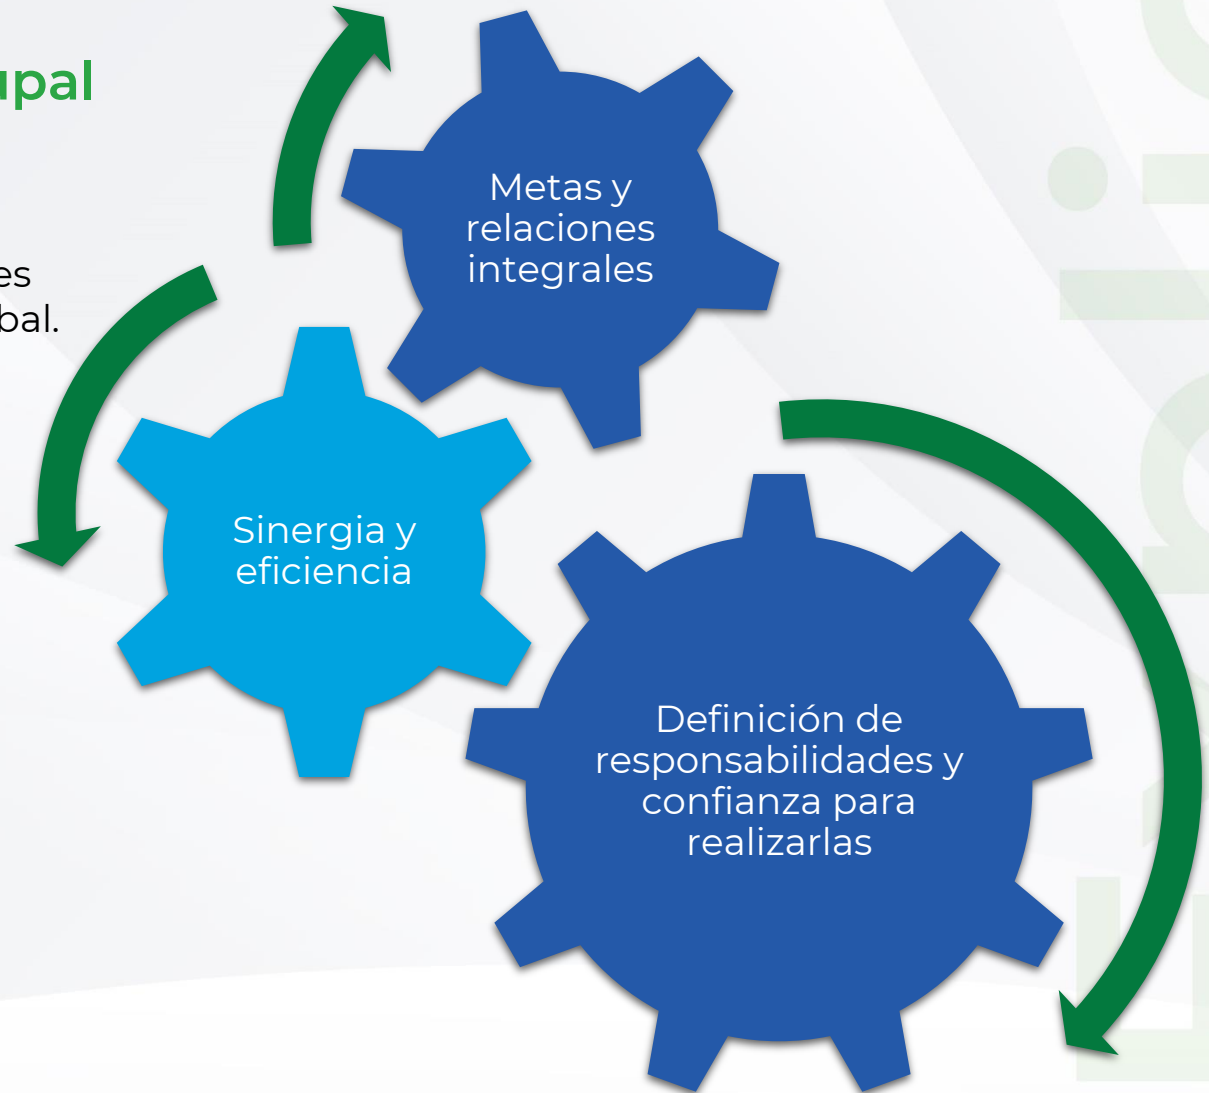 upal
es
bal.
Metas y
relaciones
integrales
Sinergia y
eficiencia
Definición de
responsabilidades y
confianza para
realizarlas